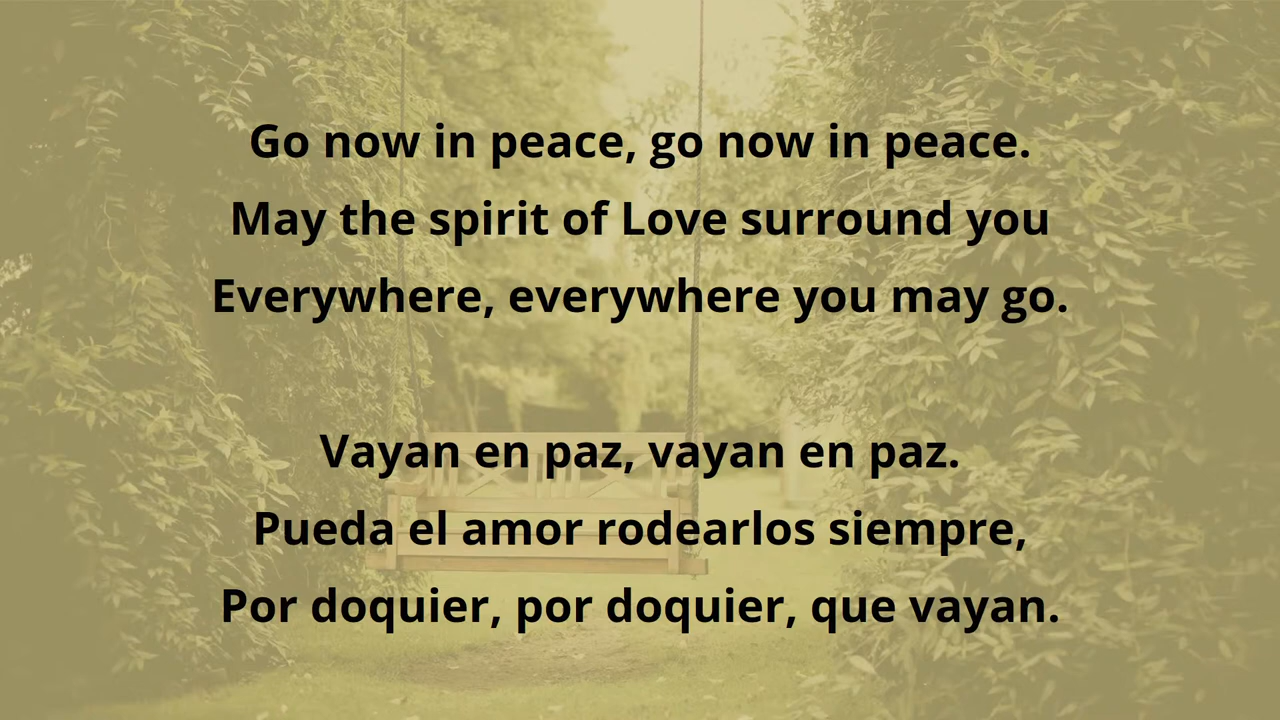 Go now in peace, go now in peace.
May the spirit of Love surround you
Everywhere, everywhere you may go.
Vayan en paz, vayan en paz.
Pueda el amor rodearlos siempre,
Por doquier, por doquier, que vayan.